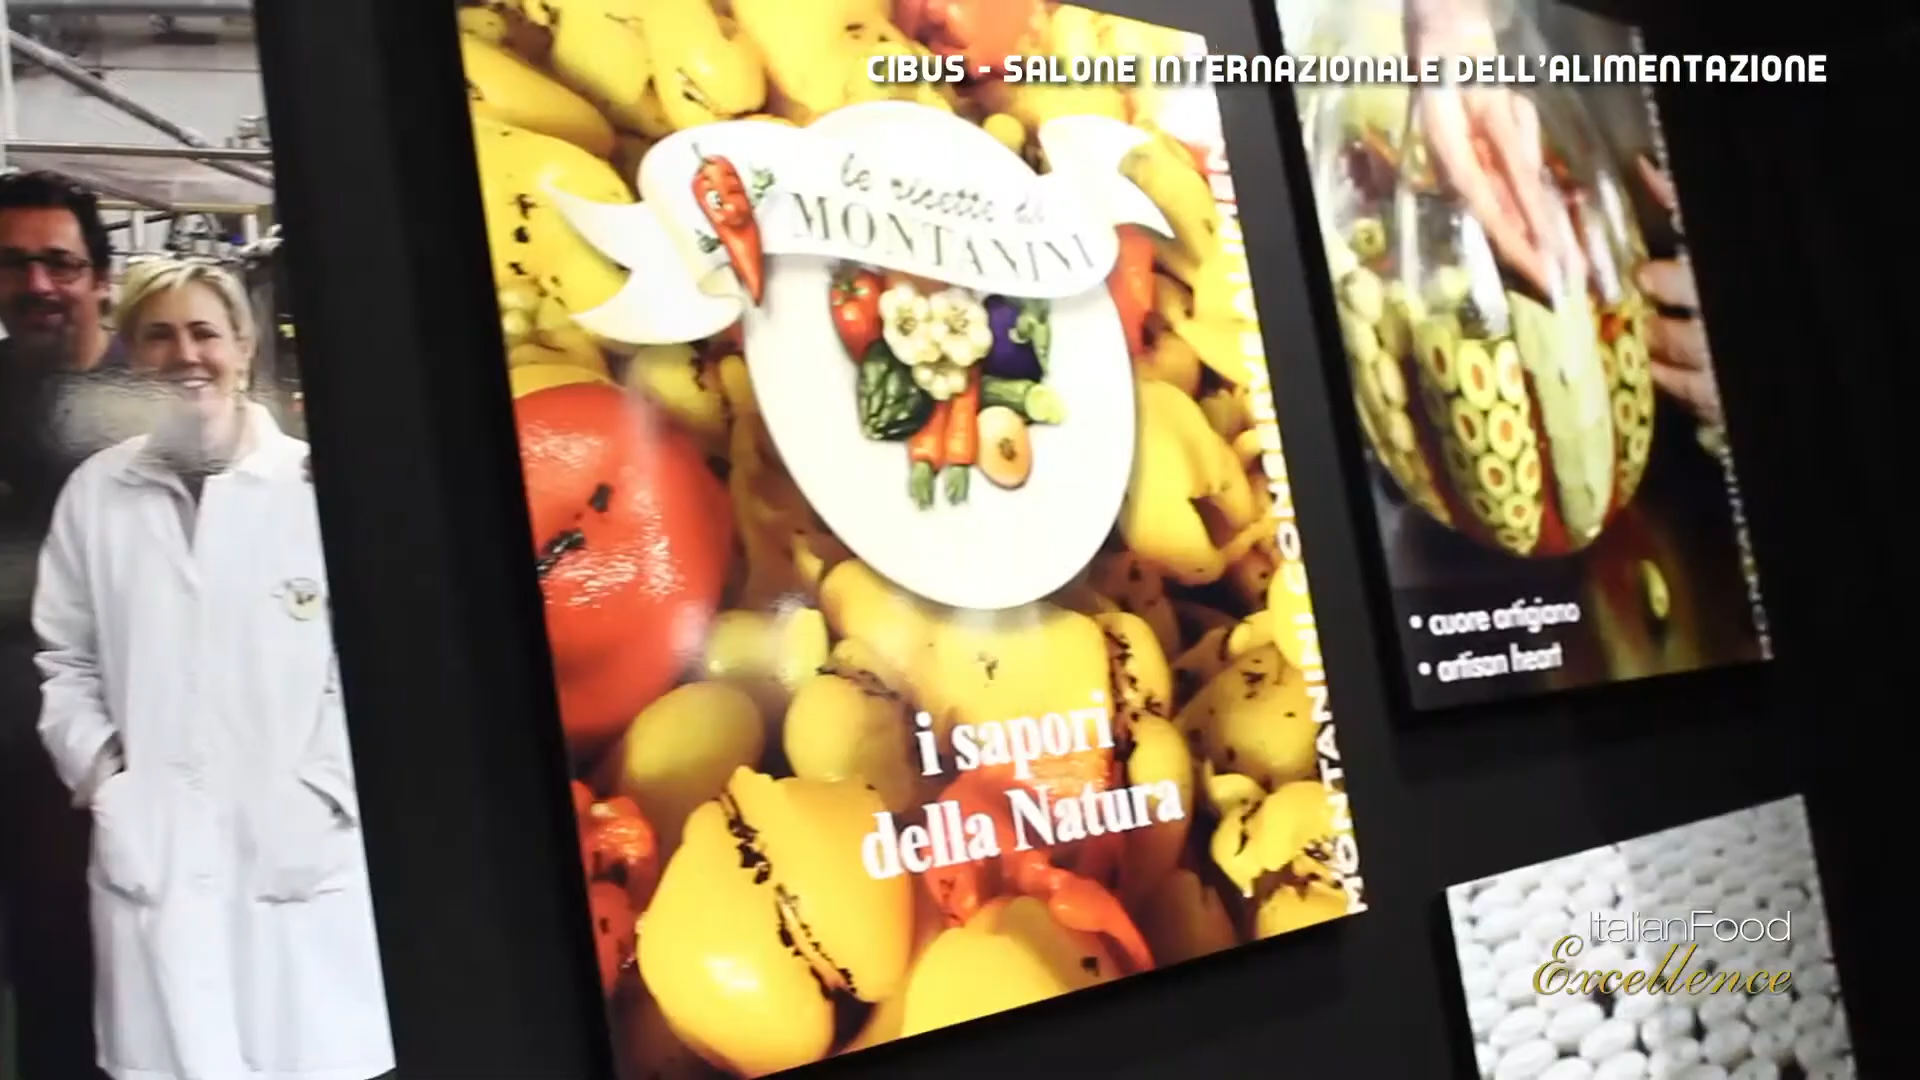 CIBUS - SALONE INTERNAZIONALE DELL'ALIMENTAZIONE
le ricette di
MONTANINI
i sapori
della Natura
MONTANINI
• cuore artigiano
• artisan heart
MONTANINI
ItalianFood
Excellence